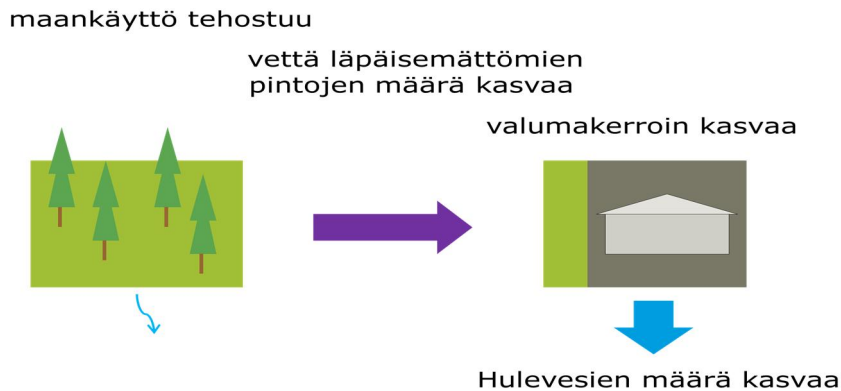 maankäyttö tehostuu
vettä läpäisemättömien
pintojen määrä kasvaa
valumakerroin kasvaa
Hulevesien määrä kasvaa